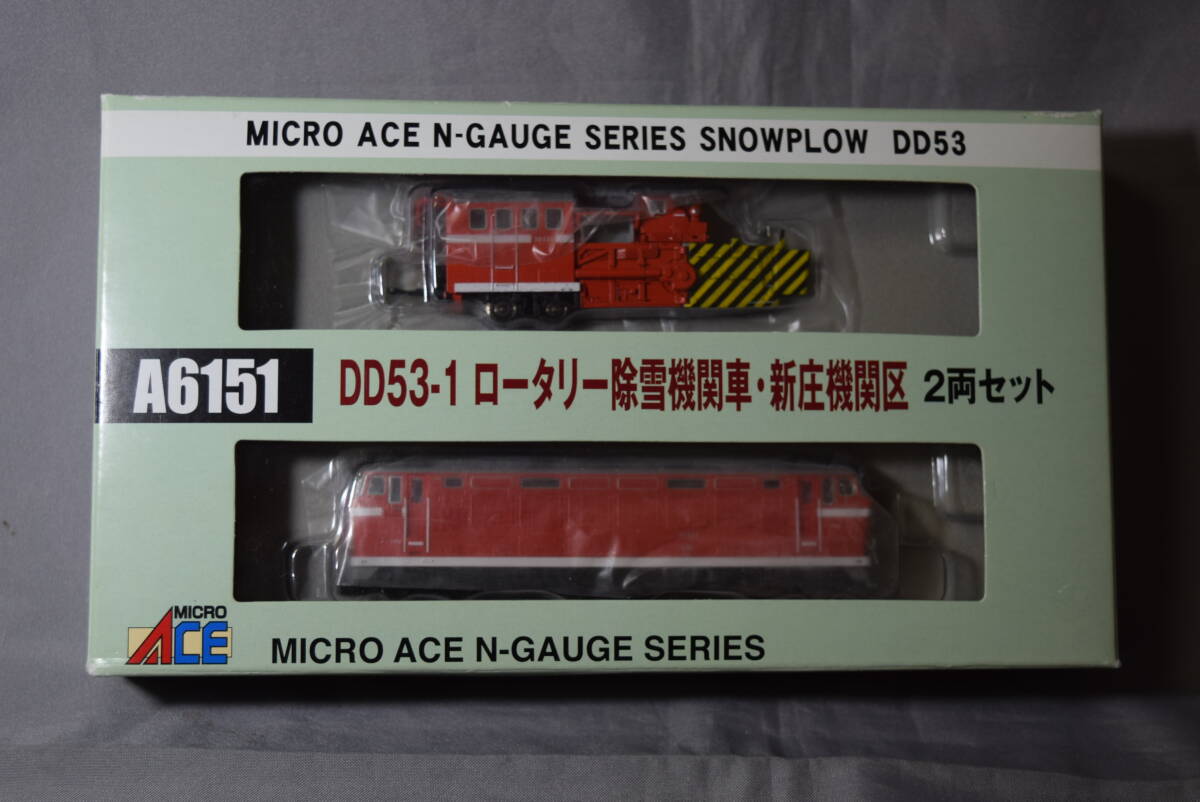 MICRO ACE N-GAUGE SERIES SNOWPLOW DD53
A6151
DD53-1 ロータリー除雪機関車・新庄機関区 2両セット
MICRO
ACE
MICRO ACE N-GAUGE SERIES